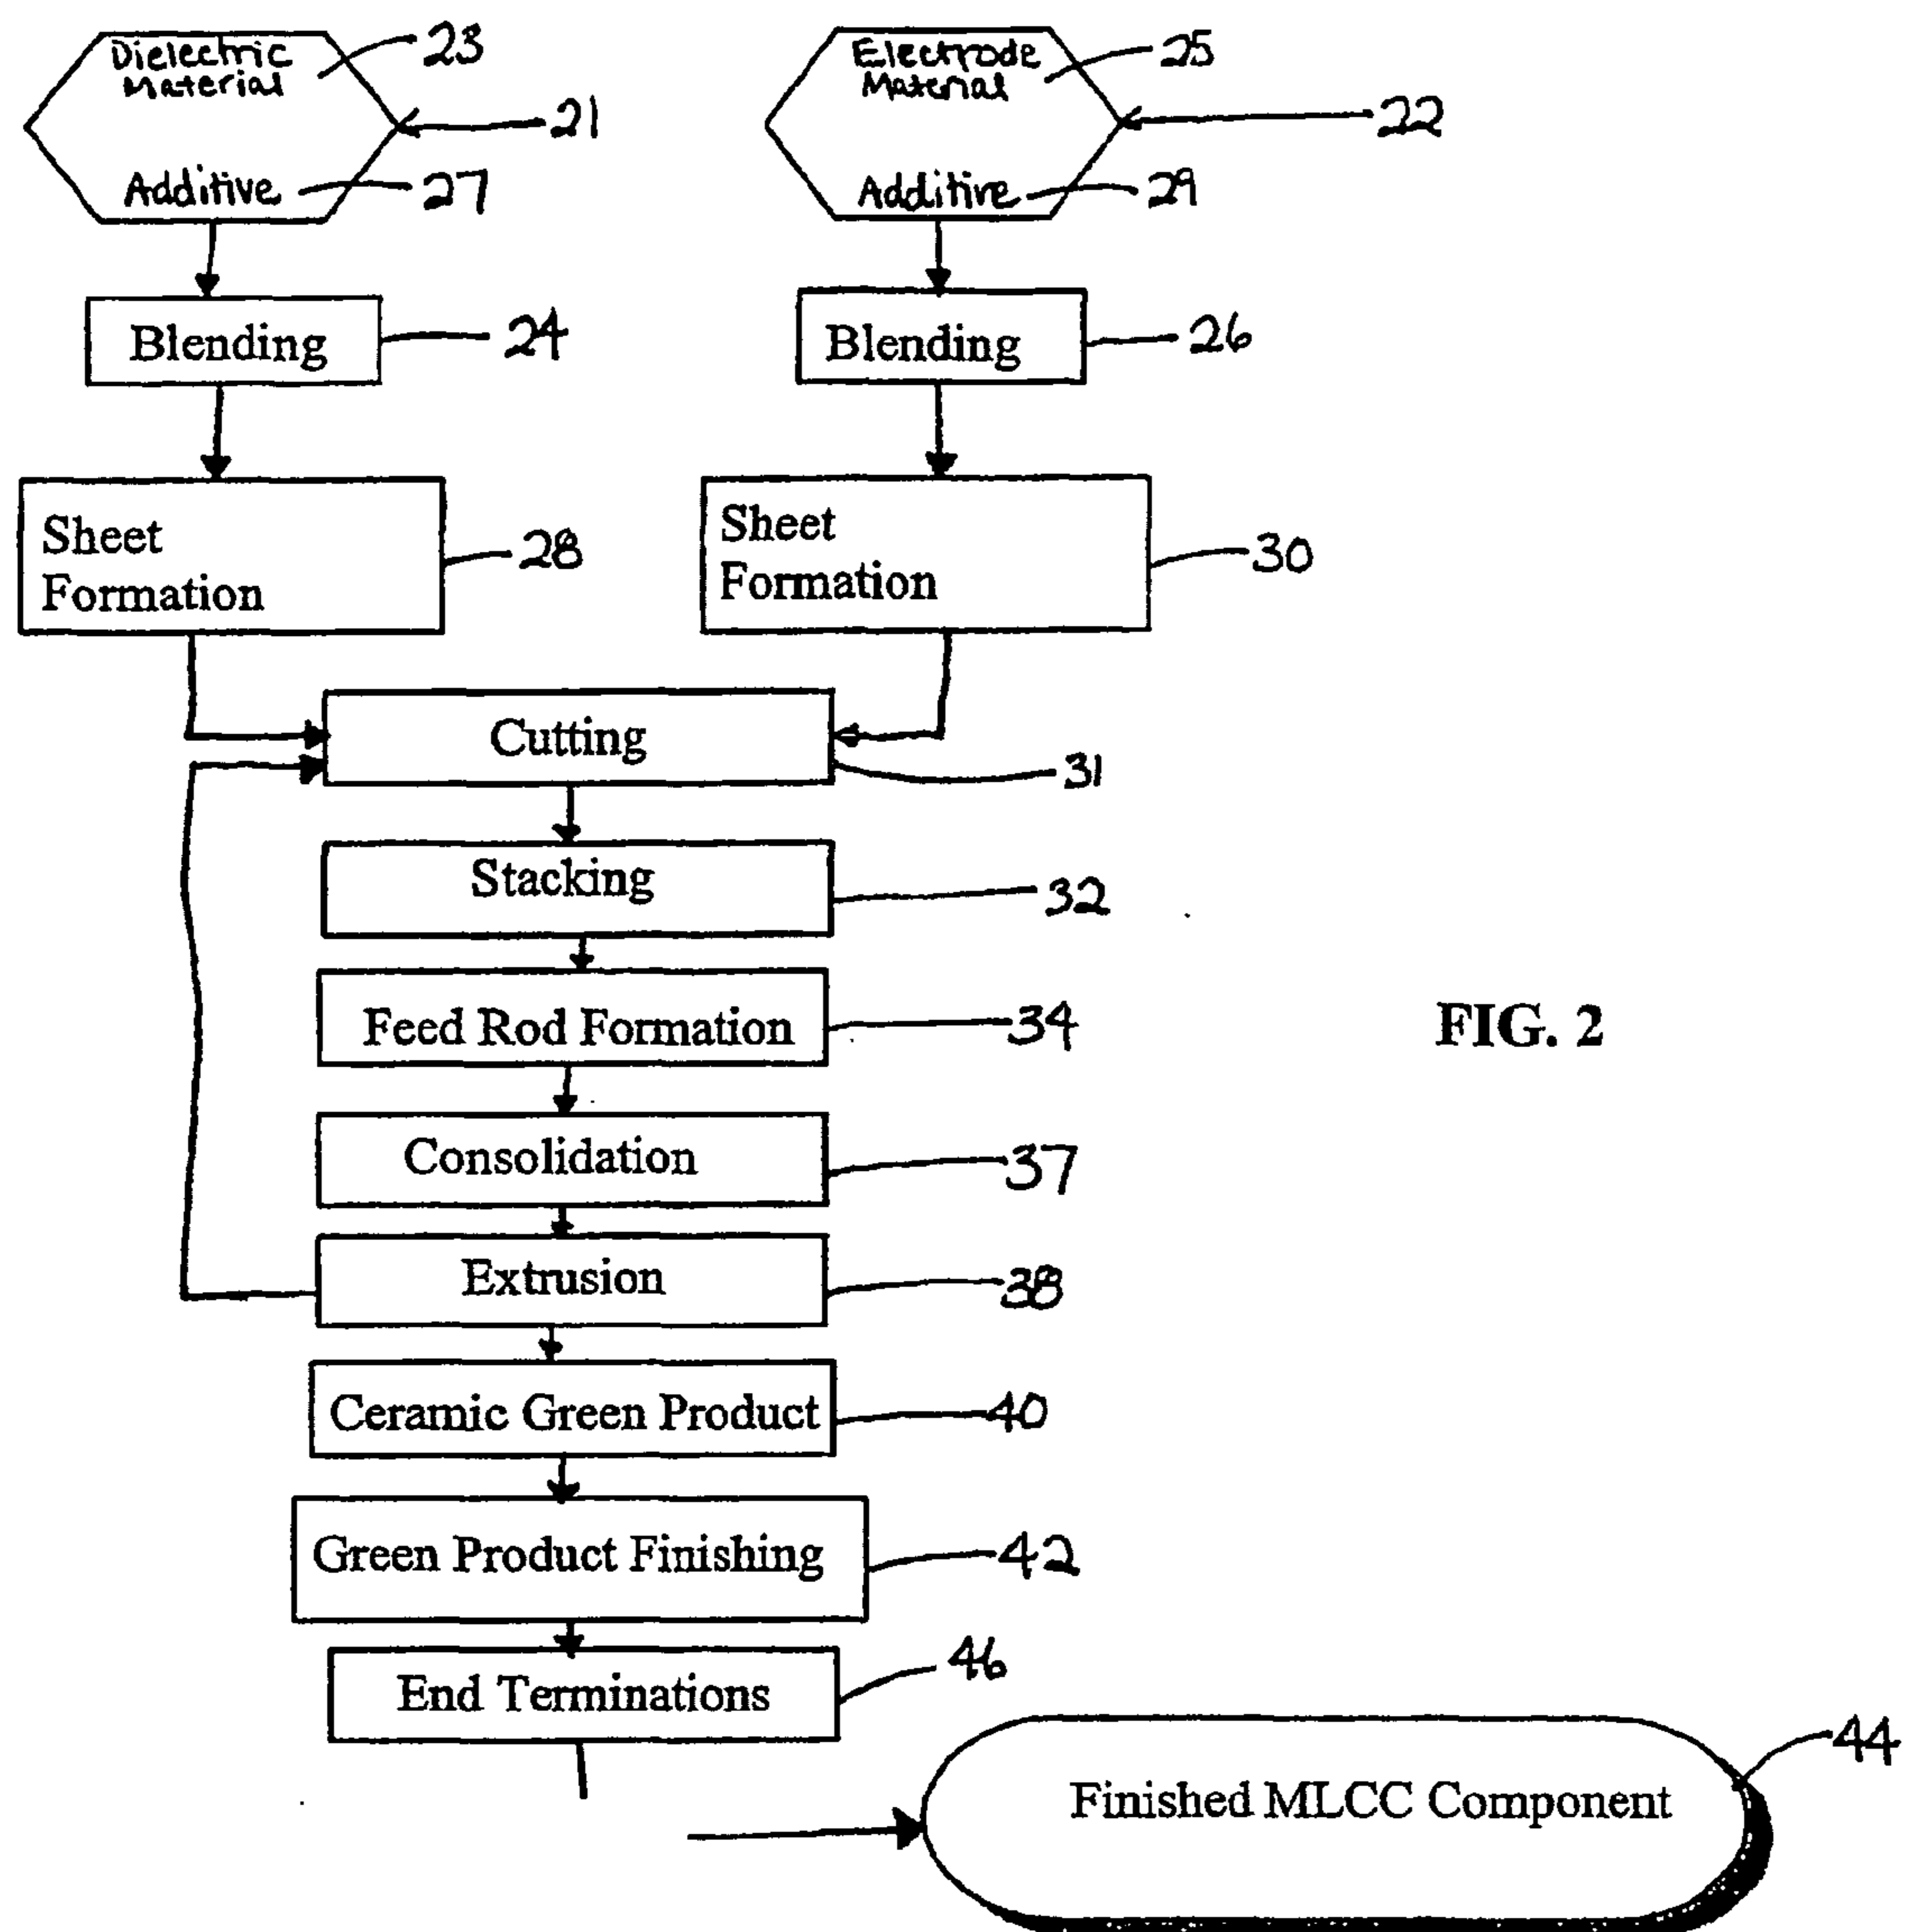 Dielectric
Material
23
21
Additive
27
Electrode
Material
25
22
Additive
29
Blending
24
Blending
26
Sheet
Formation
28
Sheet
Formation
30
Cutting
31
Stacking
32
Feed Rod Formation
34
FIG. 2
Consolidation
37
Extrusion
38
Ceramic Green Product
40
Green Product Finishing
42
End Terminations
46
Finished MLCC Component
44